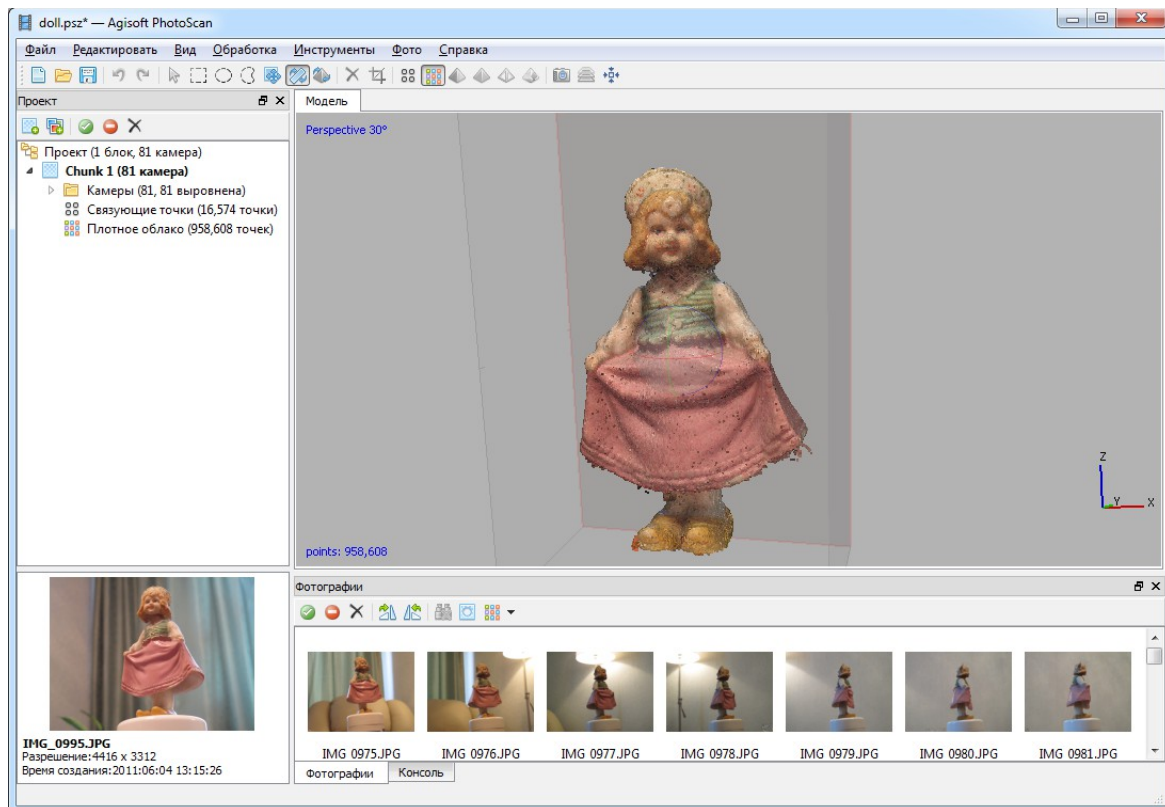 doll.psz* — Agisoft PhotoScan
Файл Редактировать Вид Обработка Инструменты Фото Справка
Проект
Модель
Perspective 30°
Проект (1 блок, 81 камера)
Chunk 1 (81 камера)
Камеры (81, 81 выровнена)
Связующие точки (16,574 точки)
Плотное облако (958,608 точек)
Z
Y
X
points: 958,608
Фотографии
IMG_0995.JPG
Разрешение:4416 x 3312
Время создания:2011:06:04 13:15:26
IMG 0975.JPG IMG 0976.JPG IMG 0977.JPG IMG 0978.JPG IMG 0979.JPG IMG 0980.JPG IMG 0981.JPG
Фотографии Консоль